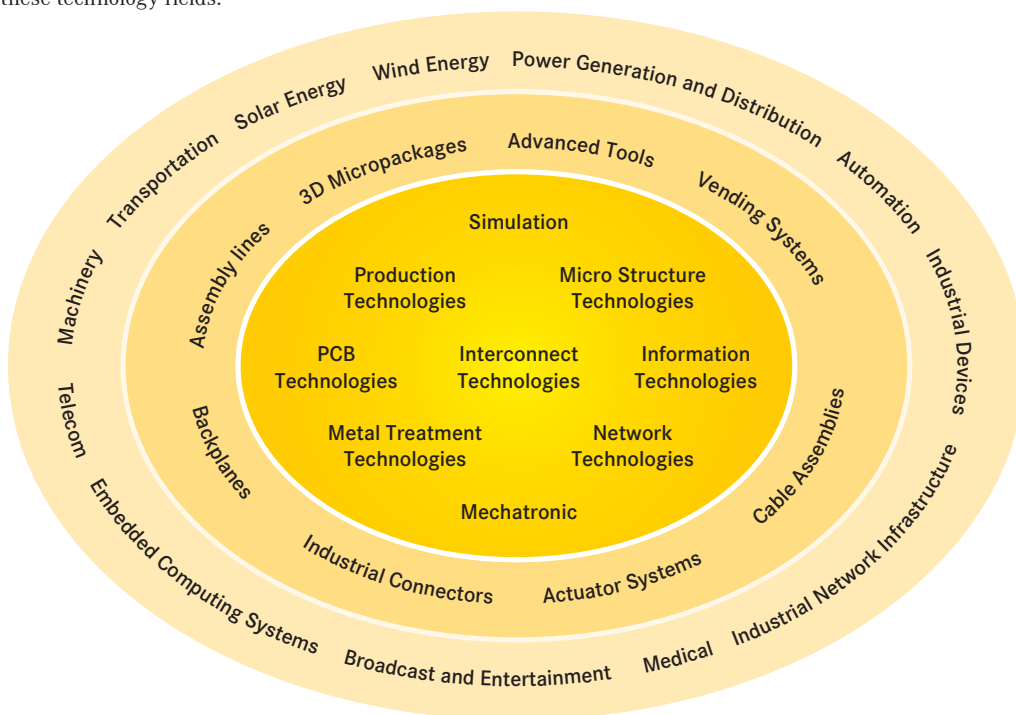 these technology fields.
Wind Energy
Power Generation and Distribution
Solar Energy
Automation
Transportation
Industrial Devices
Machinery
Telecom
Industrial Network Infrastructure
Embedded Computing Systems
Medical
Broadcast and Entertainment
3D Micropackages
Advanced Tools
Vending Systems
Assembly lines
Backplanes
Cable Assemblies
Industrial Connectors
Actuator Systems
Simulation
Production
Technologies
Micro Structure
Technologies
PCB
Technologies
Interconnect
Technologies
Information
Technologies
Metal Treatment
Technologies
Network
Technologies
Mechatronic